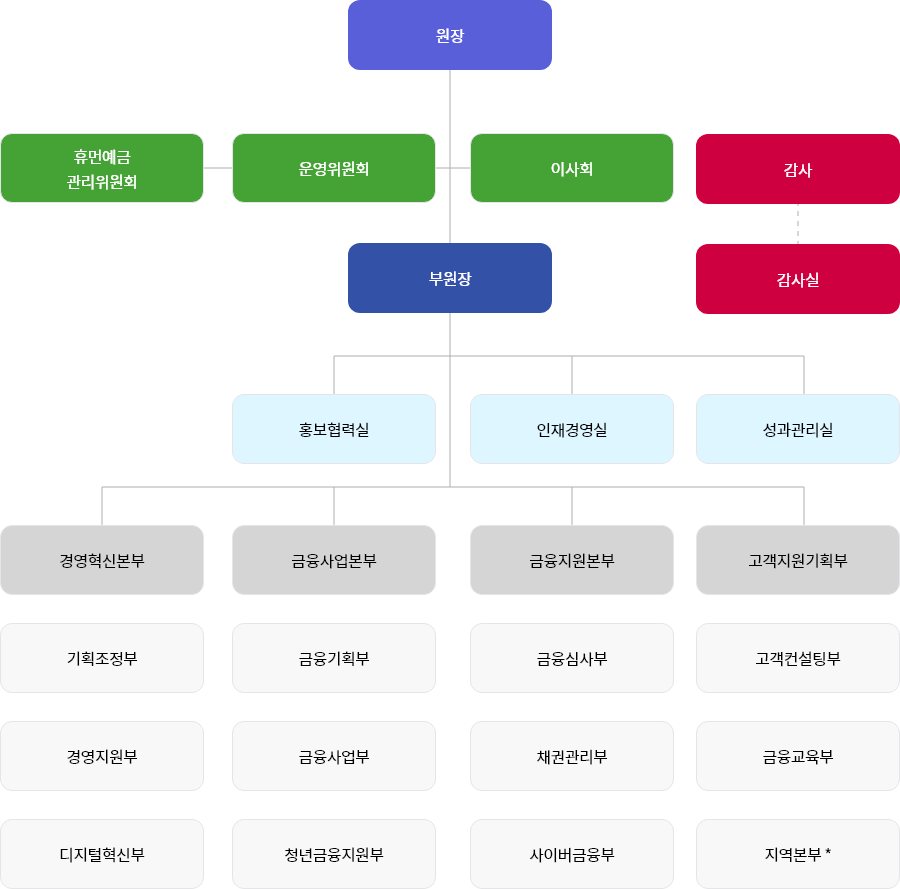 원장
휴먼예금
관리위원회
운영위원회
이사회
감사
부원장
감사실
홍보협력실
인재경영실
성과관리실
경영혁신본부
금융사업본부
금융지원본부
고객지원기획부
기획조정부
금융기획부
금융심사부
고객컨설팅부
경영지원부
금융사업부
채권관리부
금융교육부
디지털혁신부
청년금융지원부
사이버금융부
지역본부 *